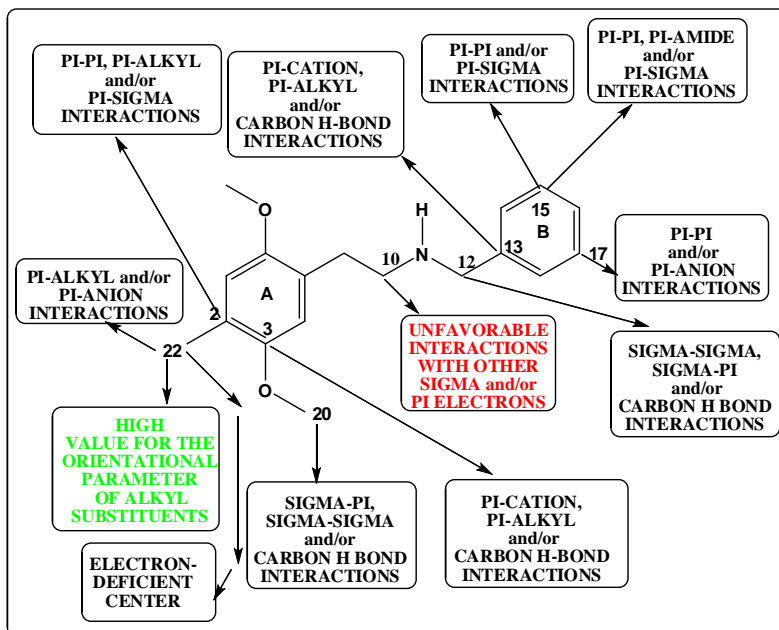 PI-PI, PI-ALKYL
and/or
PI-SIGMA
INTERACTIONS
PI-CATION,
PI-ALKYL
and/or
CARBON H-BOND
INTERACTIONS
PI-PI and/or
PI-SIGMA
INTERACTIONS
PI-PI, PI-AMIDE
and/or
PI-SIGMA
INTERACTIONS
O
H
N
10
12
13
15
B
17
A
2
3
22
O
20
PI-ALKYL and/or
PI-ANION
INTERACTIONS
PI-PI
and/or
PI-ANION
INTERACTIONS
UNFAVORABLE
INTERACTIONS
WITH OTHER
SIGMA and/or
PI ELECTRONS
SIGMA-SIGMA,
SIGMA-PI
and/or
CARBON H BOND
INTERACTIONS
HIGH
VALUE FOR THE
ORIENTATIONAL
PARAMETER
OF ALKYL
SUBSTITUENTS
SIGMA-PI,
SIGMA-SIGMA
and/or
CARBON H BOND
INTERACTIONS
PI-CATION,
PI-ALKYL
and/or
CARBON H-BOND
INTERACTIONS
ELECTRON-
DEFICIENT
CENTER